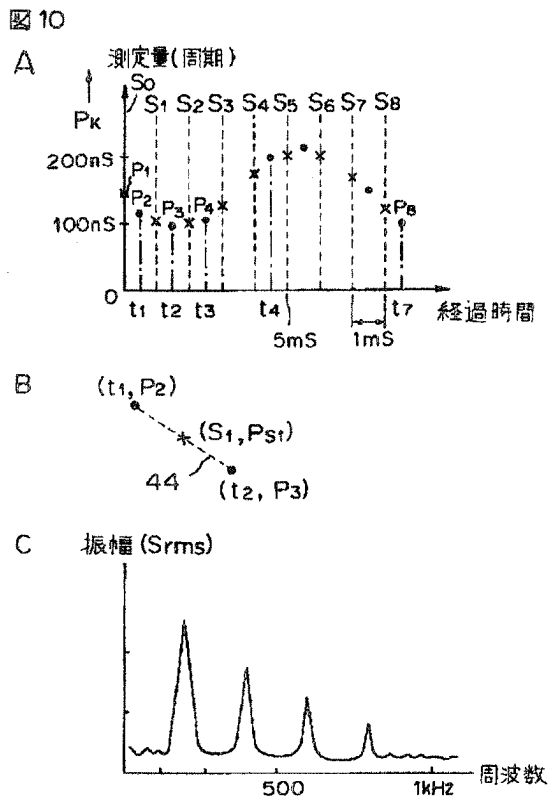 図10
A 測定量(周期)
S0
S1 S2 S3 S4 S5 S6 S7 S8
PK
200nS
P1
P2 P3 P4 P8
100nS
0
t1 t2 t3 t4 t7 経過時間
5mS 1mS
B (t1, P2)
(S1, PS1)
44
(t2, P3)
C 振幅(Srms)
周波数
500 1kHz